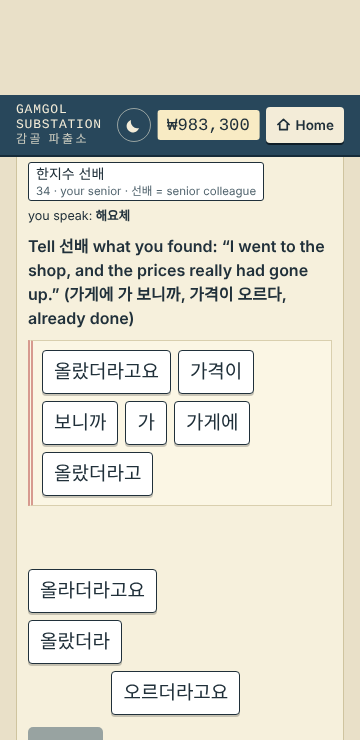 GAMGOL
SUBSTATION
감골 파출소
₩983,300
Home
한지수 선배
34 · your senior · 선배 = senior colleague
you speak: 해요체
Tell 선배 what you found: “I went to the
shop, and the prices really had gone
up.” (가게에 가 보니까, 가격이 오르다,
already done)
올랐더라고요 가격이
보니까 가 가게에
올랐더라고
올라더라고요
올랐더라
오르더라고요